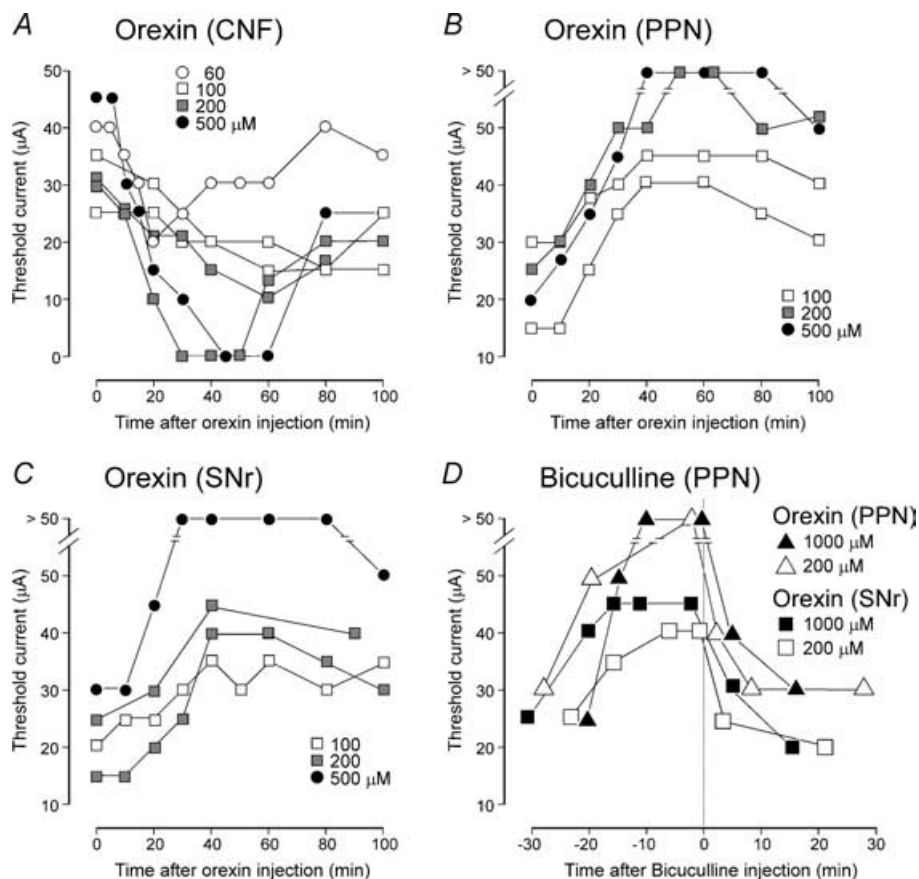 A Orexin (CNF)
60
100
200
500 µM
50
40
30
20
10
0
Threshold current (µA)
0 20 40 60 80 100
Time after orexin injection (min)
B Orexin (PPN)
> 50
50
40
30
20
10
Threshold current (µA)
100
200
500 µM
0 20 40 60 80 100
Time after orexin injection (min)
C Orexin (SNr)
> 50
50
40
30
20
10
Threshold current (µA)
100
200
500 µM
0 20 40 60 80 100
Time after orexin injection (min)
D Bicuculline (PPN)
> 50
50
40
30
20
10
Threshold current (µA)
Orexin (PPN)
1000 µM
200 µM
Orexin (SNr)
1000 µM
200 µM
-30 -20 -10 0 10 20 30
Time after Bicuculline injection (min)